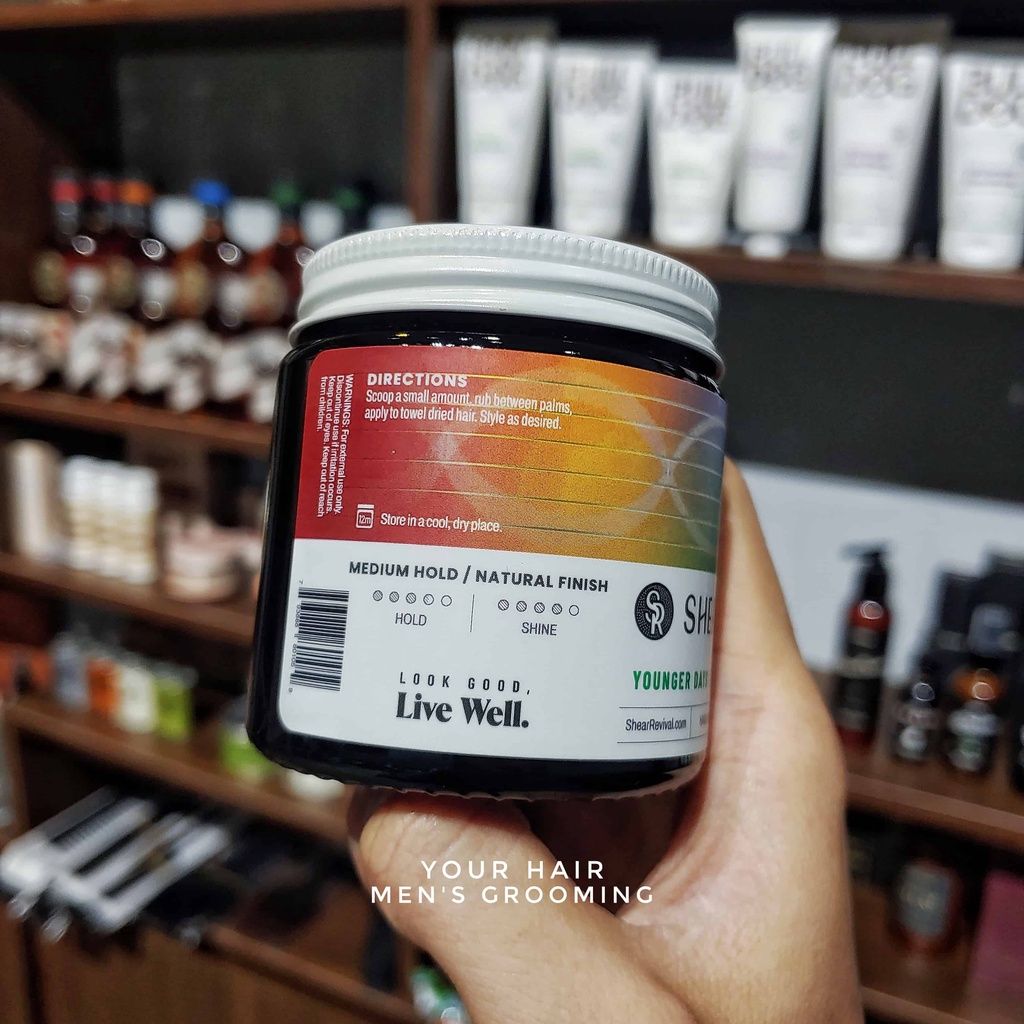 DIRECTIONS
Scoop a small amount, rub between palms,
apply to towel dried hair. Style as desired.
WARNINGS: For external use only.
Discontinue use if irritation occurs.
Keep out of eyes. Keep out of reach
from children.
12m
Store in a cool, dry place.
MEDIUM HOLD / NATURAL FINISH
HOLD
SHINE
SR
SHE
YOUNGER DAYS
LOOK GOOD,
Live Well.
ShearRevival.com
YOUR HAIR
MEN'S GROOMING